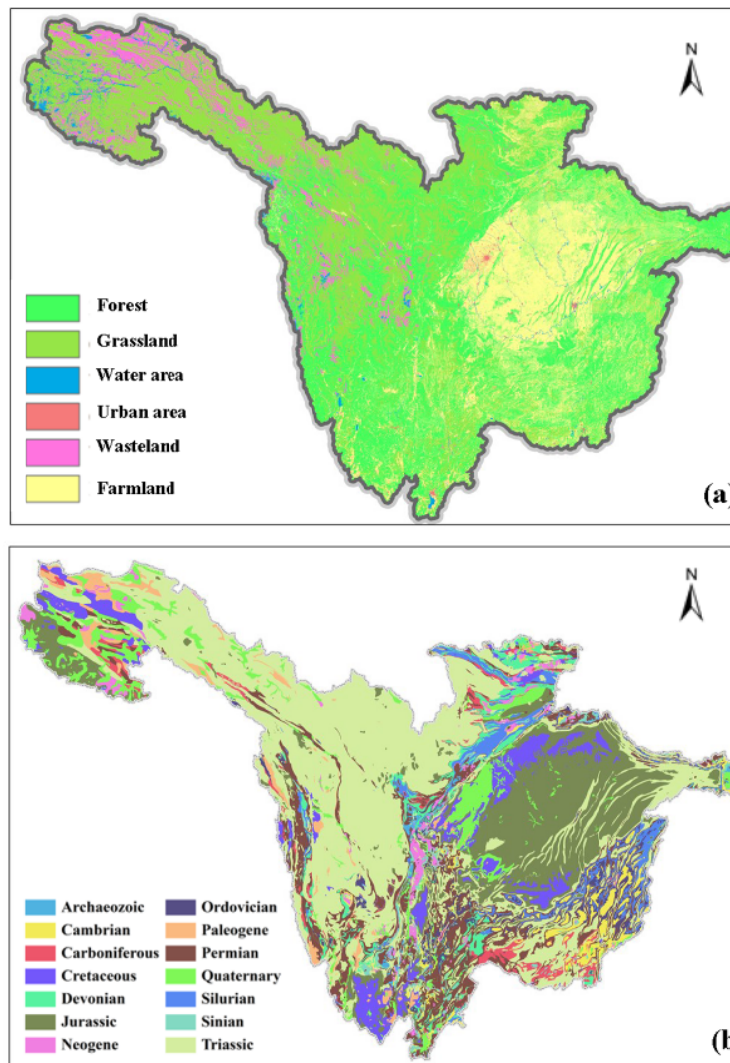 N
Forest
Grassland
Water area
Urban area
Wasteland
Farmland
(a)
N
Archaeozoic
Cambrian
Carboniferous
Cretaceous
Devonian
Jurassic
Neogene
Ordovician
Paleogene
Permian
Quaternary
Silurian
Sinian
Triassic
(b